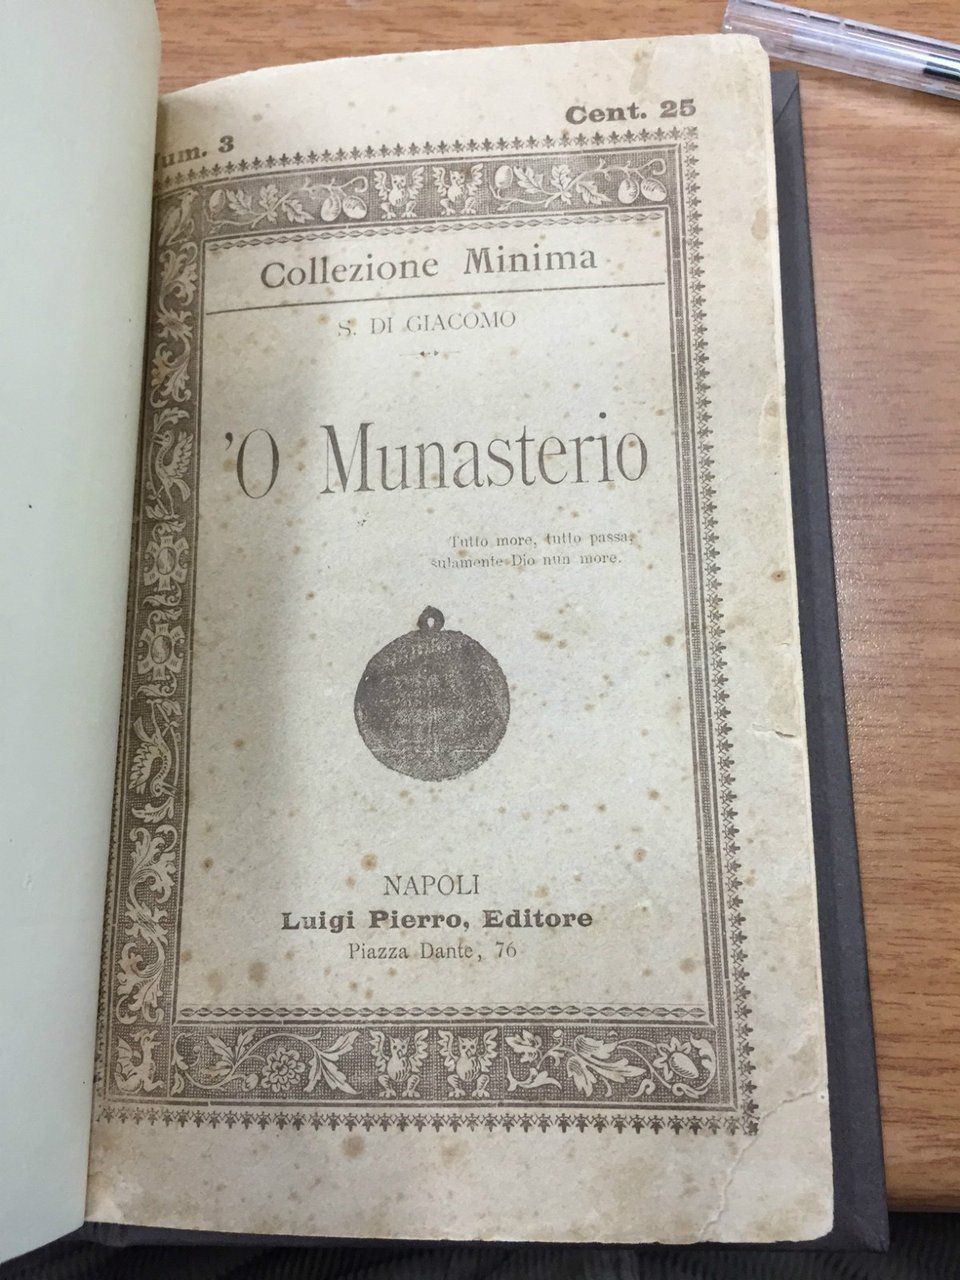 Num. 3
Cent. 25
Collezione Minima
S. DI GIACOMO
'O Munasterio
Tutto more, tutto passa,
sulamente Dio nun more.
NAPOLI
Luigi Pierro, Editore
Piazza Dante, 76